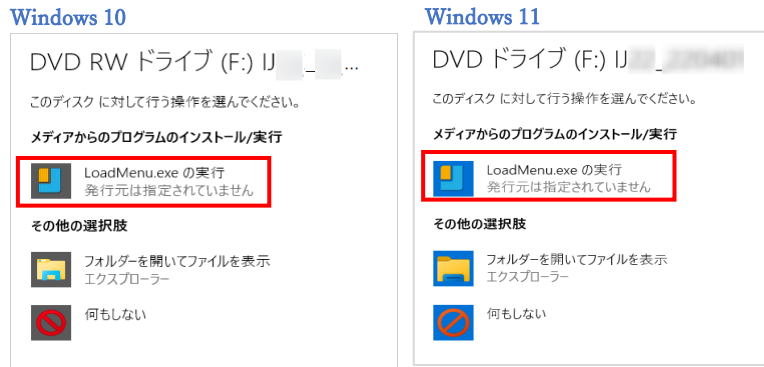 Windows 10
DVD RW ドライブ (F:) IJ _ ...
このディスク に対して行う操作を選んでください。
メディアからのプログラムのインストール/実行
LoadMenu.exe の実行
発行元は指定されていません
その他の選択肢
フォルダーを開いてファイルを表示
エクスプローラー
何もしない
Windows 11
DVD ドライブ (F:) IJ _
このディスク に対して行う操作を選んでください。
メディアからのプログラムのインストール/実行
LoadMenu.exe の実行
発行元は指定されていません
その他の選択肢
フォルダーを開いてファイルを表示
エクスプローラー
何もしない